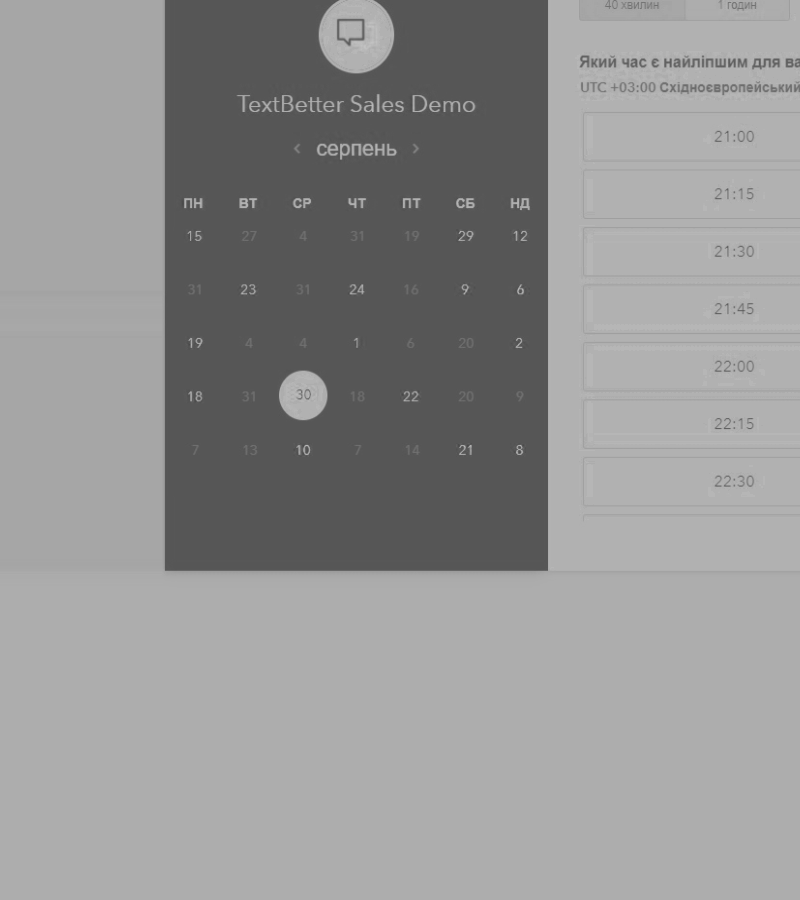 40 хвилин 1 годин
TextBetter Sales Demo
‹ серпень ›
ПН ВТ СР ЧТ ПТ СБ НД
15 27 4 31 19 29 12
31 23 31 24 16 9 6
19 4 4 1 6 20 2
18 31 30 18 22 20 9
7 13 10 7 14 21 8
Який час є найліпшим для ва
UTC +03:00 Східноєвропейський
21:00
21:15
21:30
21:45
22:00
22:15
22:30